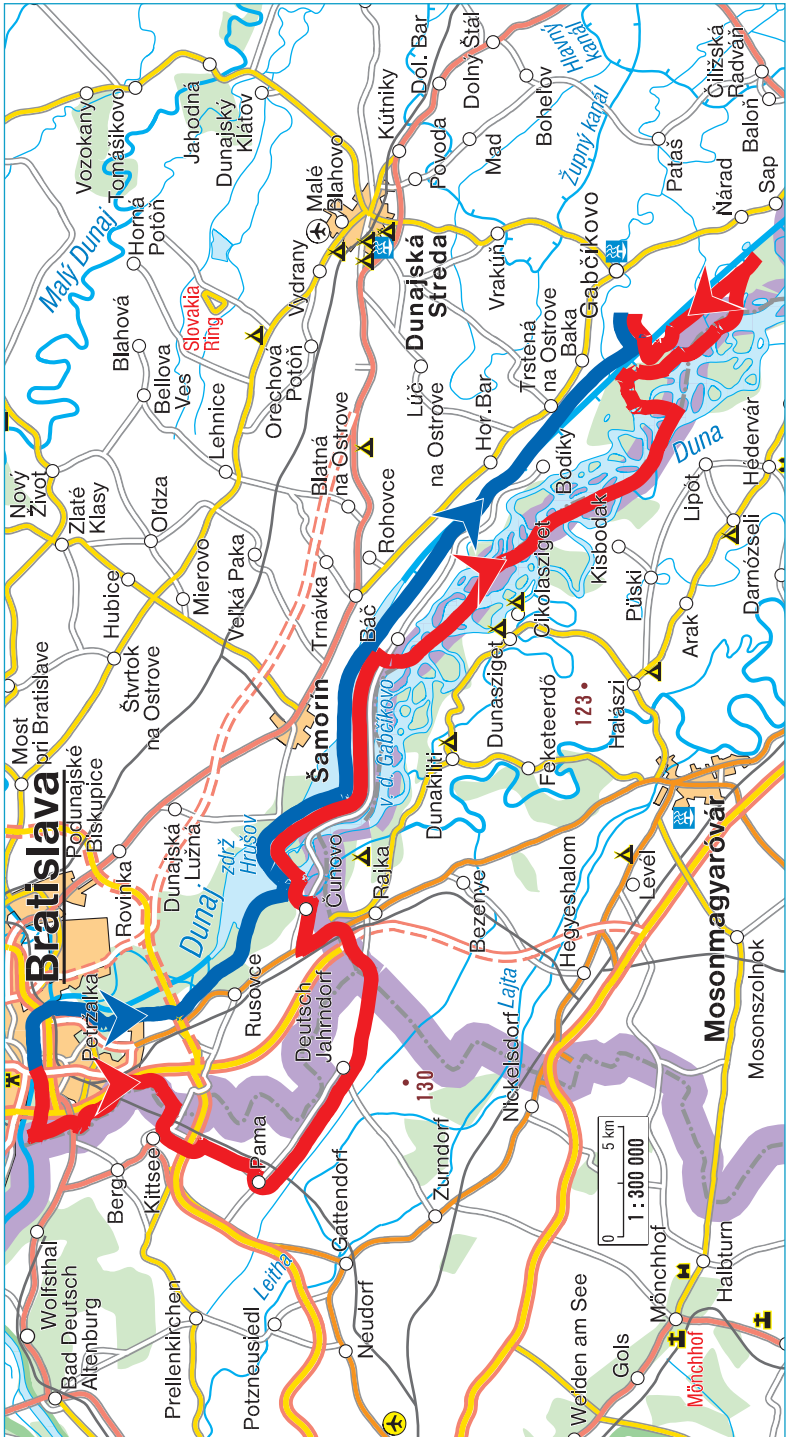 Wolfsthal
Bad Deutsch
Altenburg
Berg
Kittsee
Prellenkirchen
Potzneusiedl
Leitha
Pama
Gattendorf
Neudorf
Zurndorf
Weiden am See
Gols
Mönchhof
Mönchhof
Halbturn
0
5 km
1 : 300 000
Nickelsdorf
130
Deutsch
Jahrndorf
Petržalka
Bratislava
Most
pri Bratislave
Podunajské
Biskupice
Rovinka
Dunajská
Lužná
Dunaj
zdrž
Hrušov
Rusovce
Čunovo
Rajka
Bezenye
Hegyeshalom
Lajta
Levél
Mosonszolnok
Mosonmagyaróvár
Šamorín
v. d. Gabčíkovo
Dunakiliti
Dunasziget
Cikolasziget
Feketeerdő
123
Halászi
Püski
Kisbodak
Arak
Lipót
Darnózseli
Hédervár
Duna
Nový
Život
Zlaté
Klasy
Hubice
Štvrtok
na Ostrove
Oľdza
Mierovo
Veľká Paka
Trnávka
Báč
Rohovce
Blatná
na Ostrove
Lehnice
Bellova
Ves
Blahová
Malý Dunaj
Slovakia
Ring
Orechová
Potôň
Horná
Potôň
Vydrany
Vozokany
Tomášikovo
Jahodná
Dunajský
Klátov
Malé
Blahovo
Dunajská
Streda
Kútniky
Dol. Bar
Dolný Štál
Povoda
Mad
Boheľov
Hlavný
kanál
Župný kanál
Vrakúň
Lúč
na Ostrove
Hor. Bar
Bodíky
Trstená
na Ostrove
Baka
Gabčíkovo
Pataš
Čiližská
Radvaň
Baloň
Ňárad
Sap